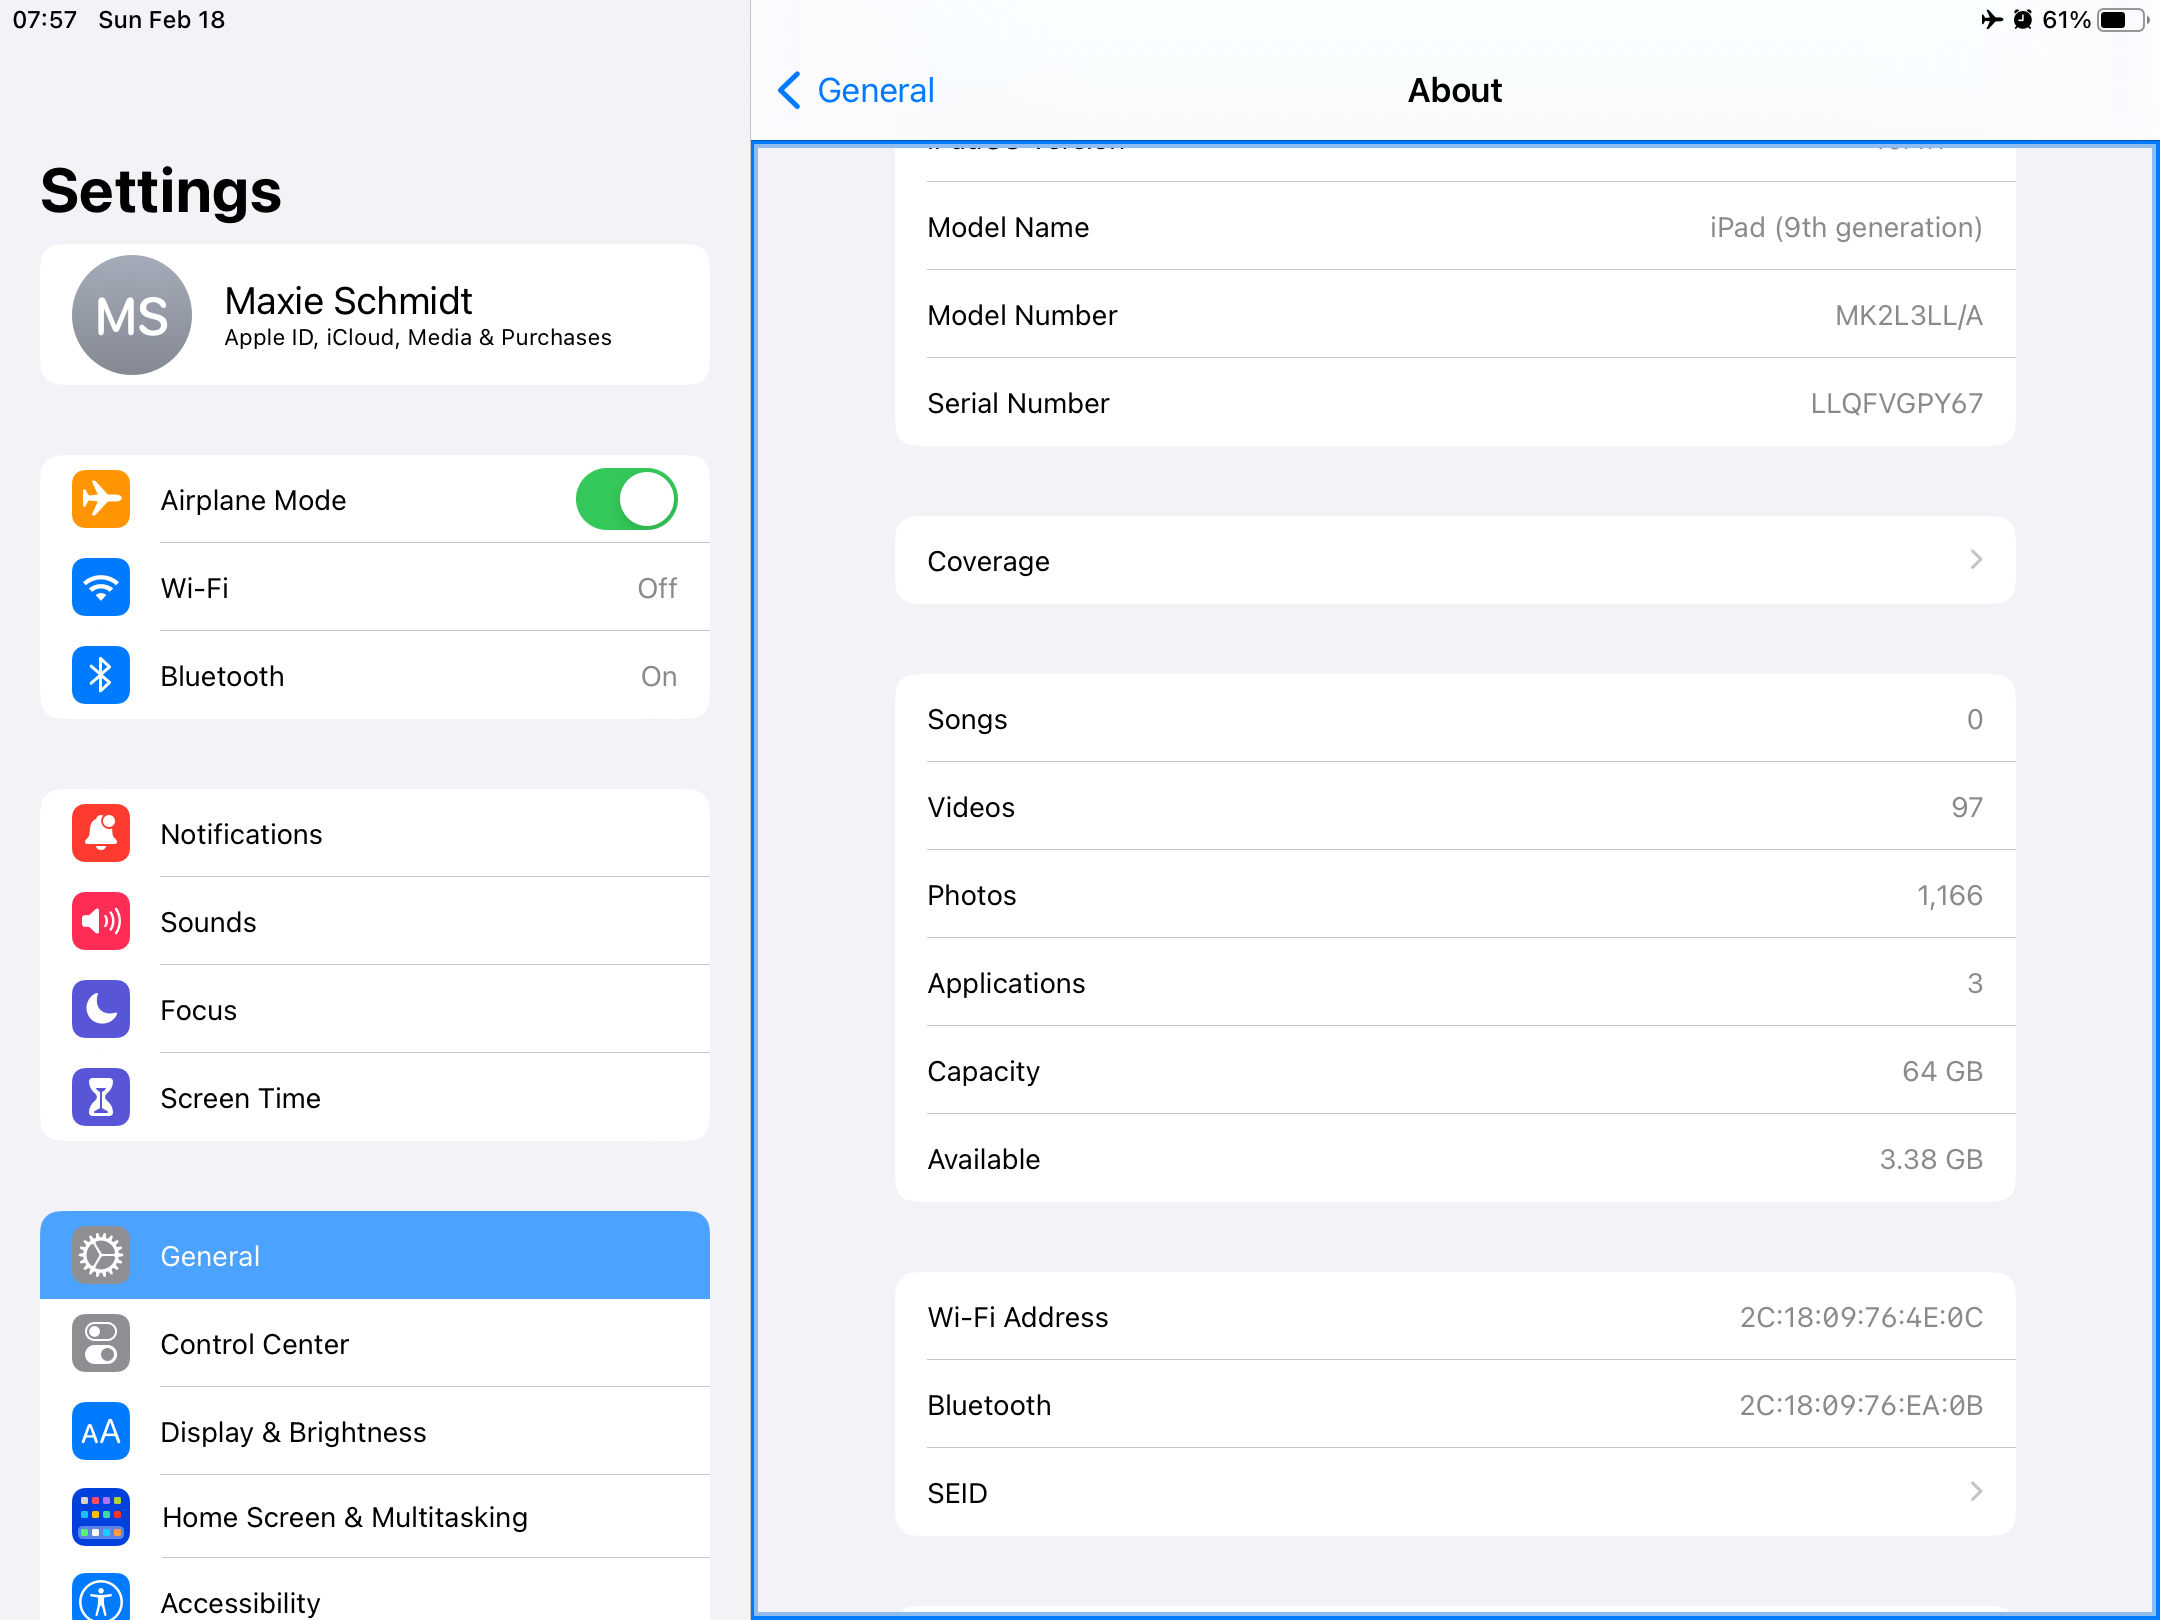 07:57 Sun Feb 18
61%
Settings
MS
Maxie Schmidt
Apple ID, iCloud, Media & Purchases
Airplane Mode
Wi-Fi Off
Bluetooth On
Notifications
Sounds
Focus
Screen Time
General
Control Center
AA Display & Brightness
Home Screen & Multitasking
Accessibility
General
About
Model Name iPad (9th generation)
Model Number MK2L3LL/A
Serial Number LLQFVGPY67
Coverage
Songs 0
Videos 97
Photos 1,166
Applications 3
Capacity 64 GB
Available 3.38 GB
Wi-Fi Address 2C:18:09:76:4E:0C
Bluetooth 2C:18:09:76:EA:0B
SEID